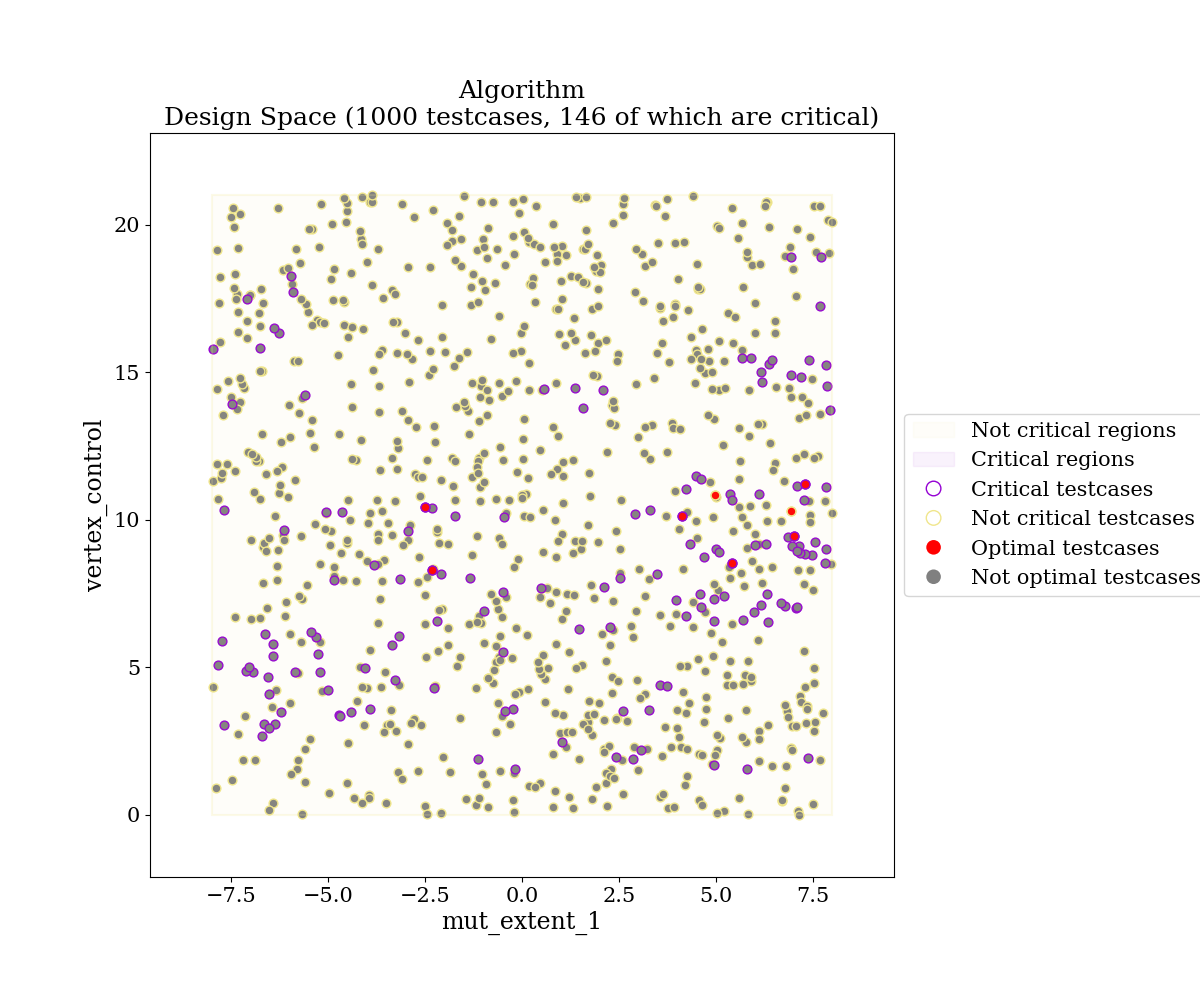 Algorithm
Design Space (1000 testcases, 146 of which are critical)
20
15
10
5
0
vertex_control
−7.5
−5.0
−2.5
0.0
2.5
5.0
7.5
mut_extent_1
Not critical regions
Critical regions
Critical testcases
Not critical testcases
Optimal testcases
Not optimal testcases